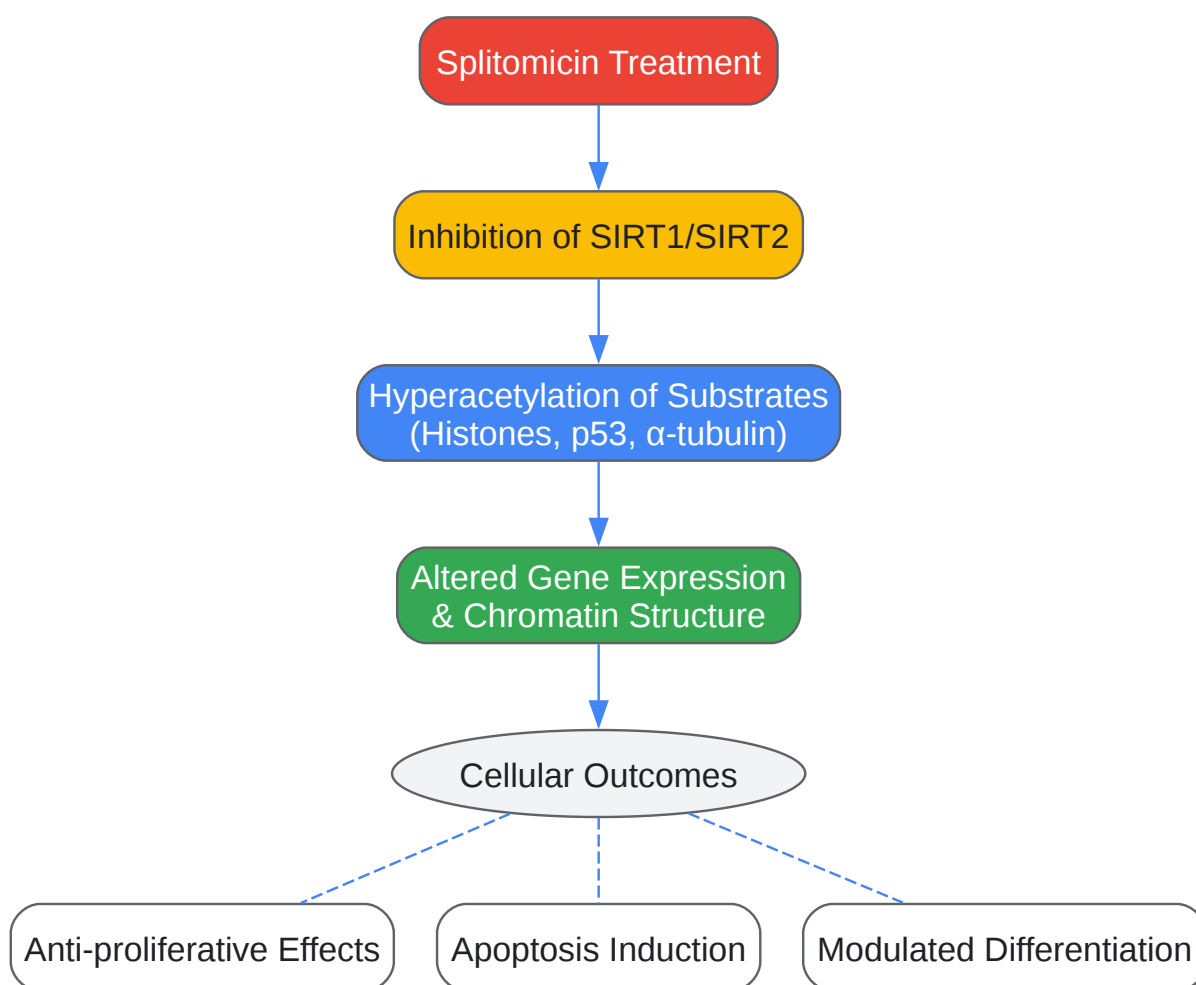 Splitomicin Treatment
Inhibition of SIRT1/SIRT2
Hyperacetylation of Substrates
(Histones, p53, α-tubulin)
Altered Gene Expression
& Chromatin Structure
Cellular Outcomes
Anti-proliferative Effects
Apoptosis Induction
Modulated Differentiation